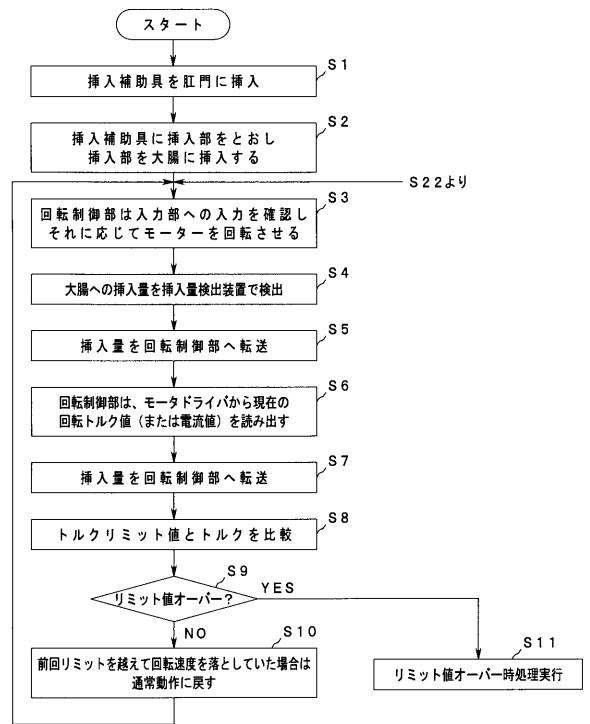 スタート
S1
挿入補助具を肛門に挿入
S2
挿入補助具に挿入部をとおし
挿入部を大腸に挿入する
S22より
S3
回転制御部は入力部への入力を確認し
それに応じてモーターを回転させる
S4
大腸への挿入量を挿入量検出装置で検出
S5
挿入量を回転制御部へ転送
S6
回転制御部は、モータドライバから現在の
回転トルク値（または電流値）を読み出す
S7
挿入量を回転制御部へ転送
S8
トルクリミット値とトルクを比較
S9
リミット値オーバー？
YES
NO
S10
前回リミットを越えて回転速度を落としていた場合は
通常動作に戻す
S11
リミット値オーバー時処理実行